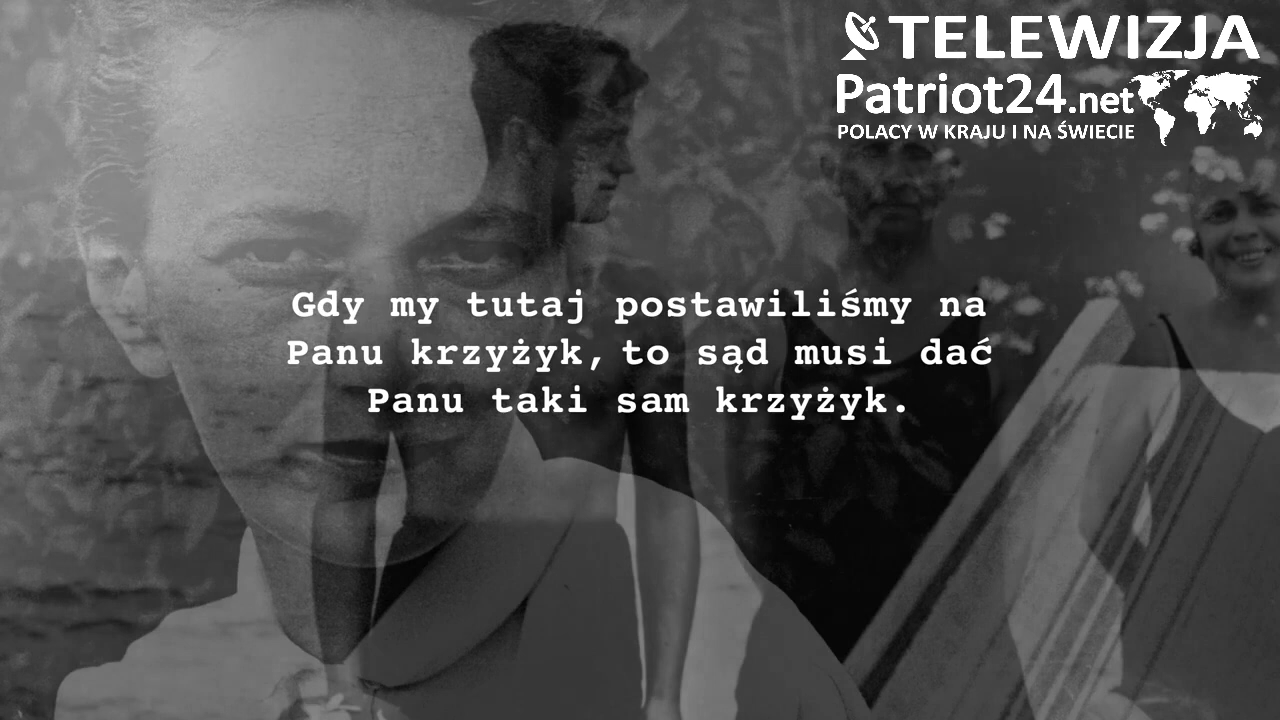 TELEWIZJA
Patriot24.net
POLACY W KRAJU I NA ŚWIECIE
Gdy my tutaj postawiliśmy na
Panu krzyżyk, to sąd musi dać
Panu taki sam krzyżyk.